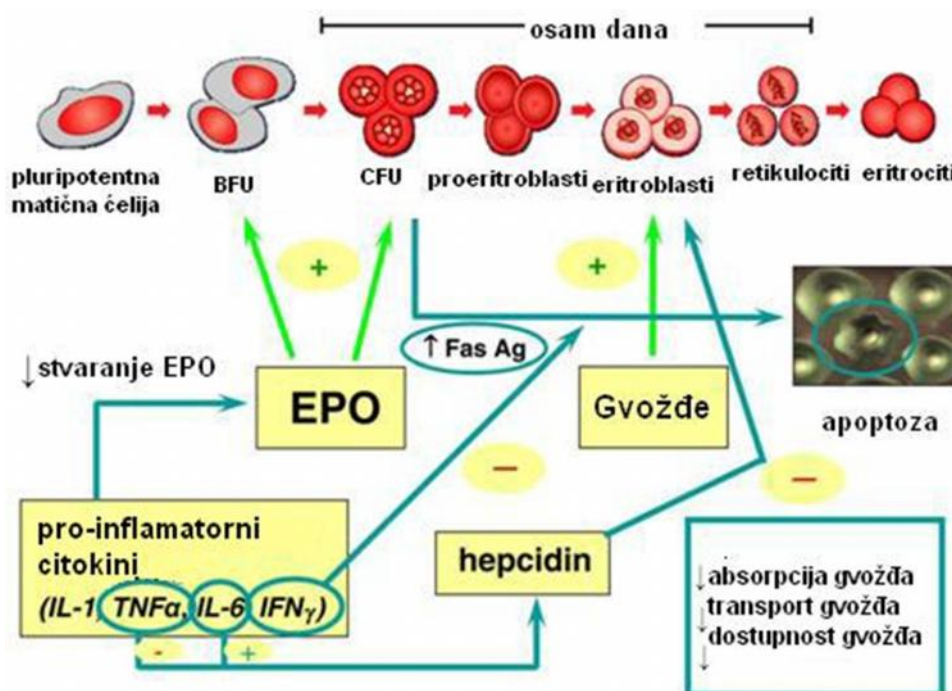 osam dana
pluripotentna
matična ćelija
BFU
CFU
proeritroblasti
eritroblasti
retikulociti
eritrociti
+
+
↑ Fas Ag
↓stvaranje EPO
EPO
Gvožđe
apoptoza
−
−
pro-inflamatorni
citokini
(IL-1, TNFα, IL-6 IFNγ)
- +
hepcidin
↓absorpcija gvožđa
↓transport gvožđa
↓dostupnost gvožđa
↓